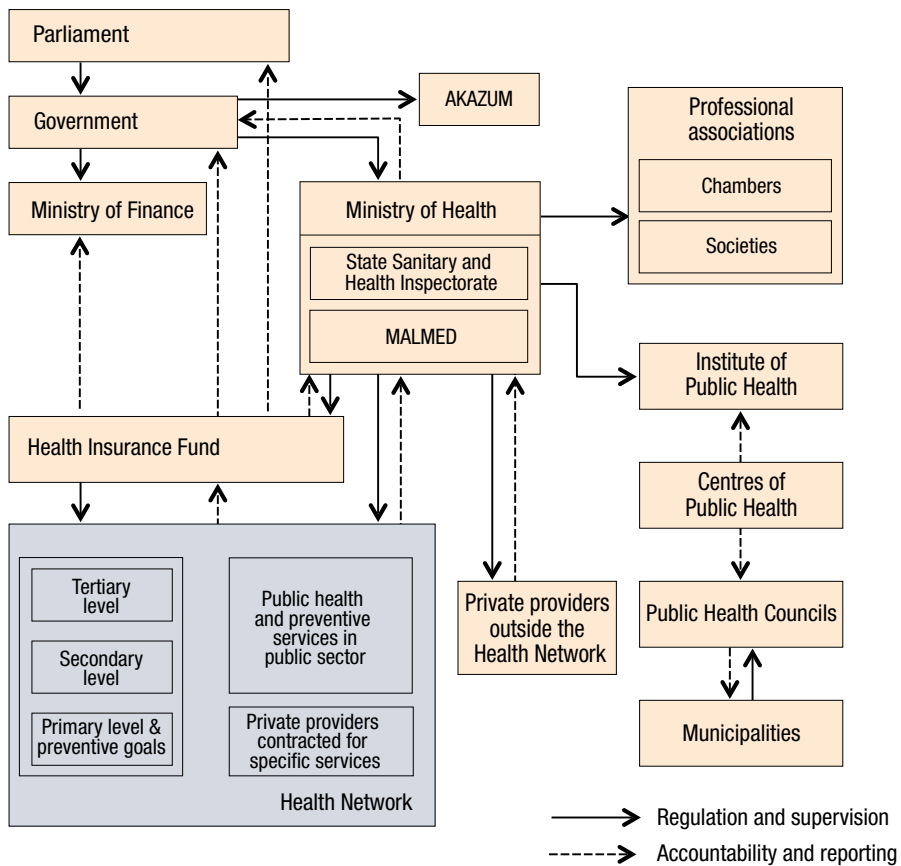 Parliament
Government
AKAZUM
Professional
associations
Chambers
Societies
Ministry of Finance
Ministry of Health
State Sanitary and
Health Inspectorate
MALMED
Institute of
Public Health
Health Insurance Fund
Centres of
Public Health
Tertiary
level
Secondary
level
Primary level &
preventive goals
Public health
and preventive
services in
public sector
Private providers
contracted for
specific services
Health Network
Private providers
outside the
Health Network
Public Health Councils
Municipalities
Regulation and supervision
Accountability and reporting